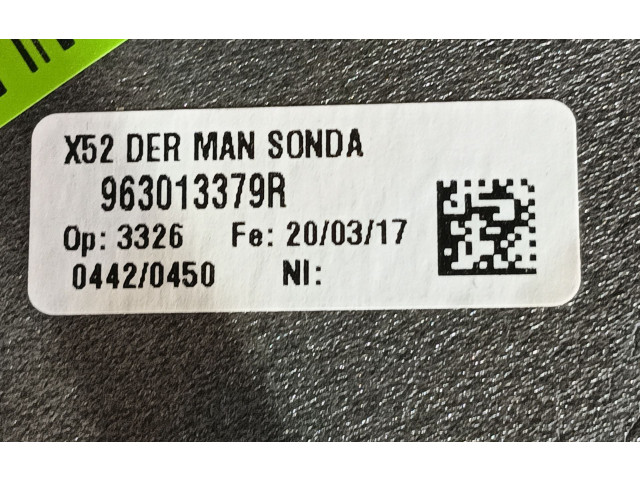 X52 DER MAN SONDA
963013379R
Op: 3326 Fe: 20/03/17
0442/0450 NI: